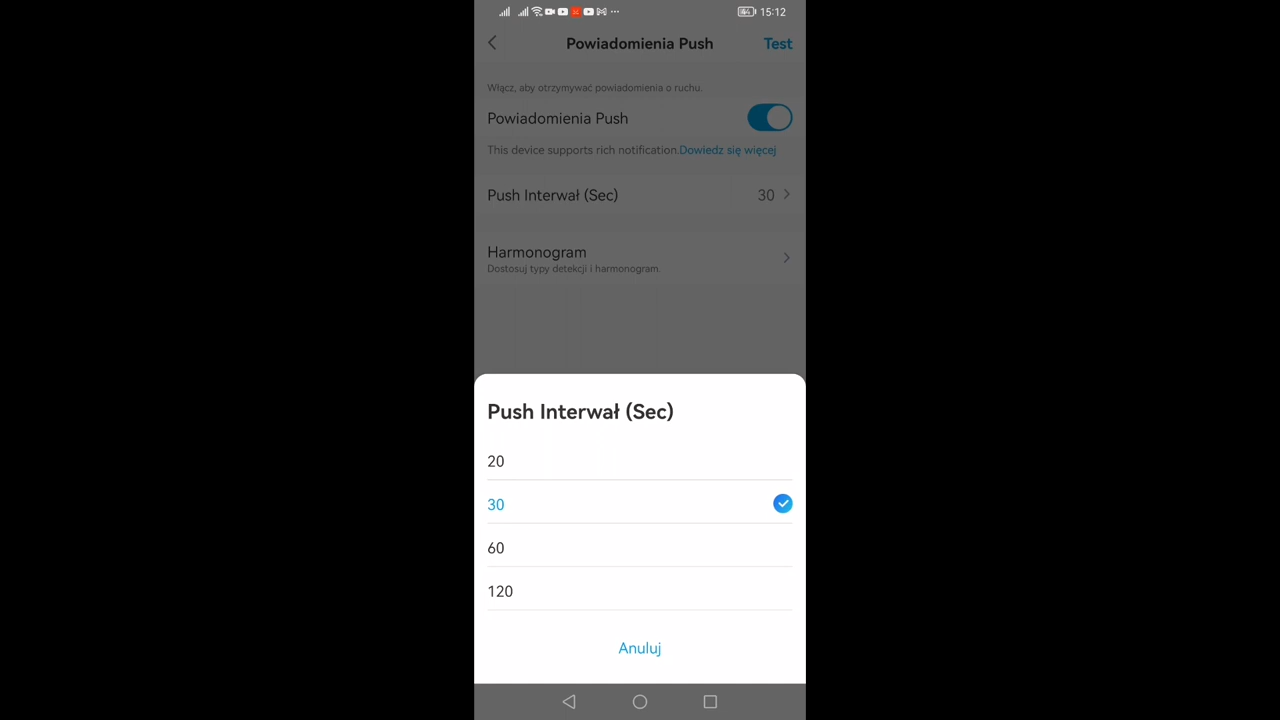 15:12
Powiadomienia Push
Test
Włącz, aby otrzymywać powiadomienia o ruchu.
Powiadomienia Push
This device supports rich notification.Dowiedz się więcej
Push Interwał (Sec)
30
Harmonogram
Dostosuj typy detekcji i harmonogram.
Push Interwał (Sec)
20
30
60
120
Anuluj